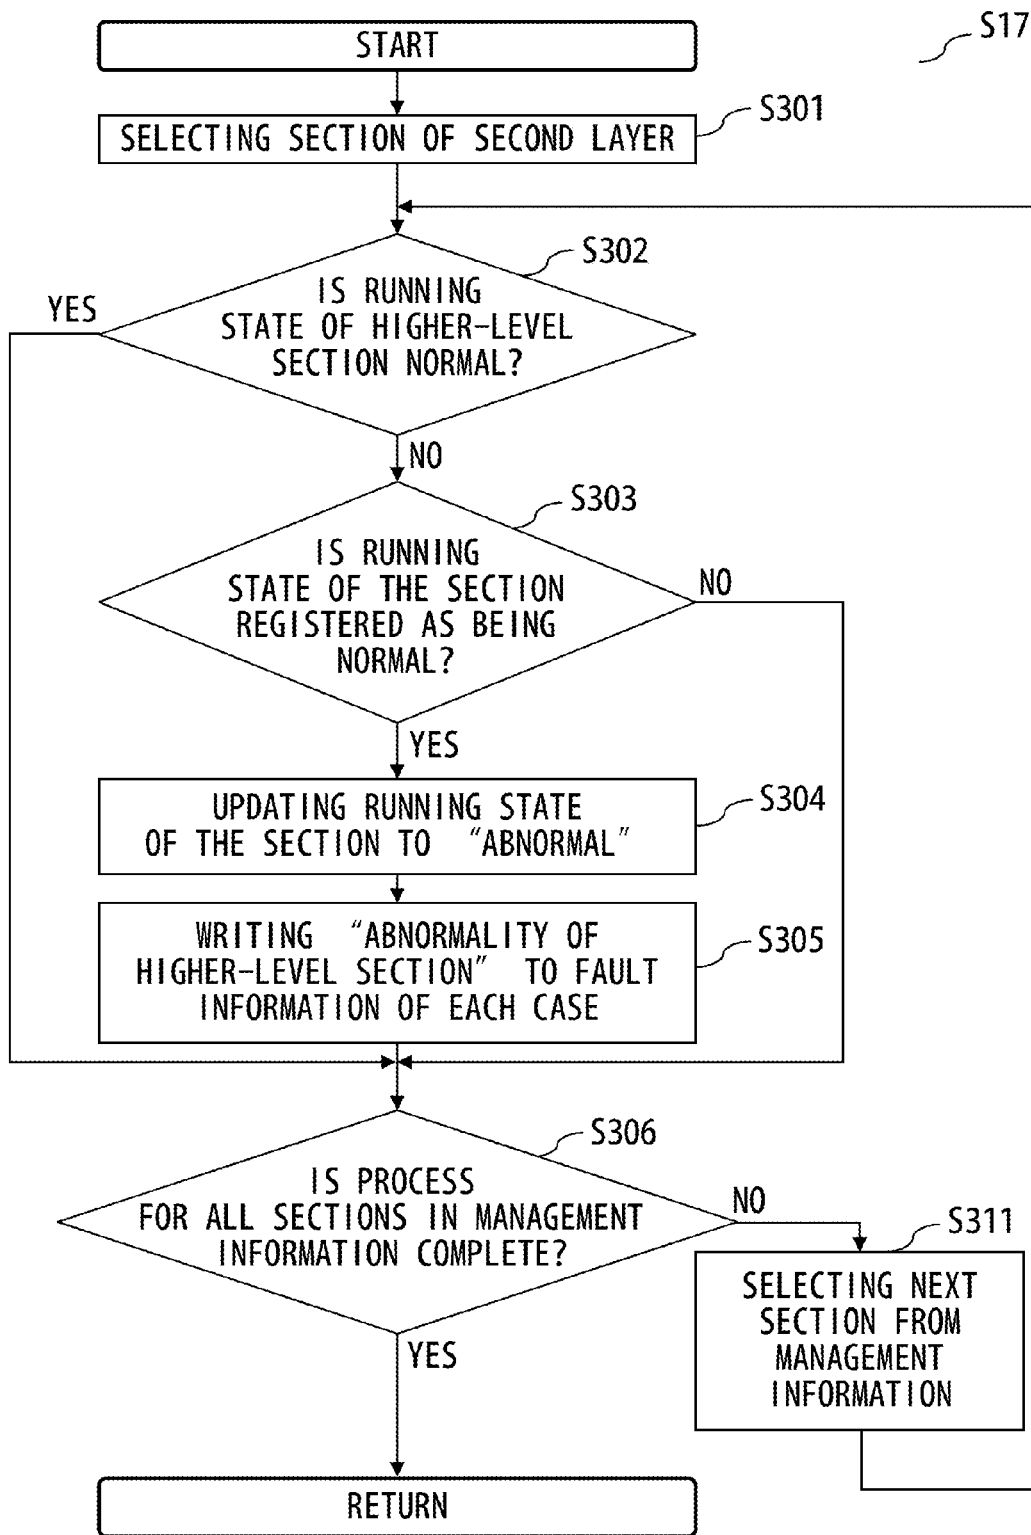 START
S17
SELECTING SECTION OF SECOND LAYER
S301
S302
IS RUNNING
STATE OF HIGHER-LEVEL
SECTION NORMAL?
YES
NO
S303
IS RUNNING
STATE OF THE SECTION
REGISTERED AS BEING
NORMAL?
NO
YES
UPDATING RUNNING STATE
OF THE SECTION TO "ABNORMAL"
S304
WRITING "ABNORMALITY OF
HIGHER-LEVEL SECTION" TO FAULT
INFORMATION OF EACH CASE
S305
S306
IS PROCESS
FOR ALL SECTIONS IN MANAGEMENT
INFORMATION COMPLETE?
NO
S311
SELECTING NEXT
SECTION FROM
MANAGEMENT
INFORMATION
YES
RETURN